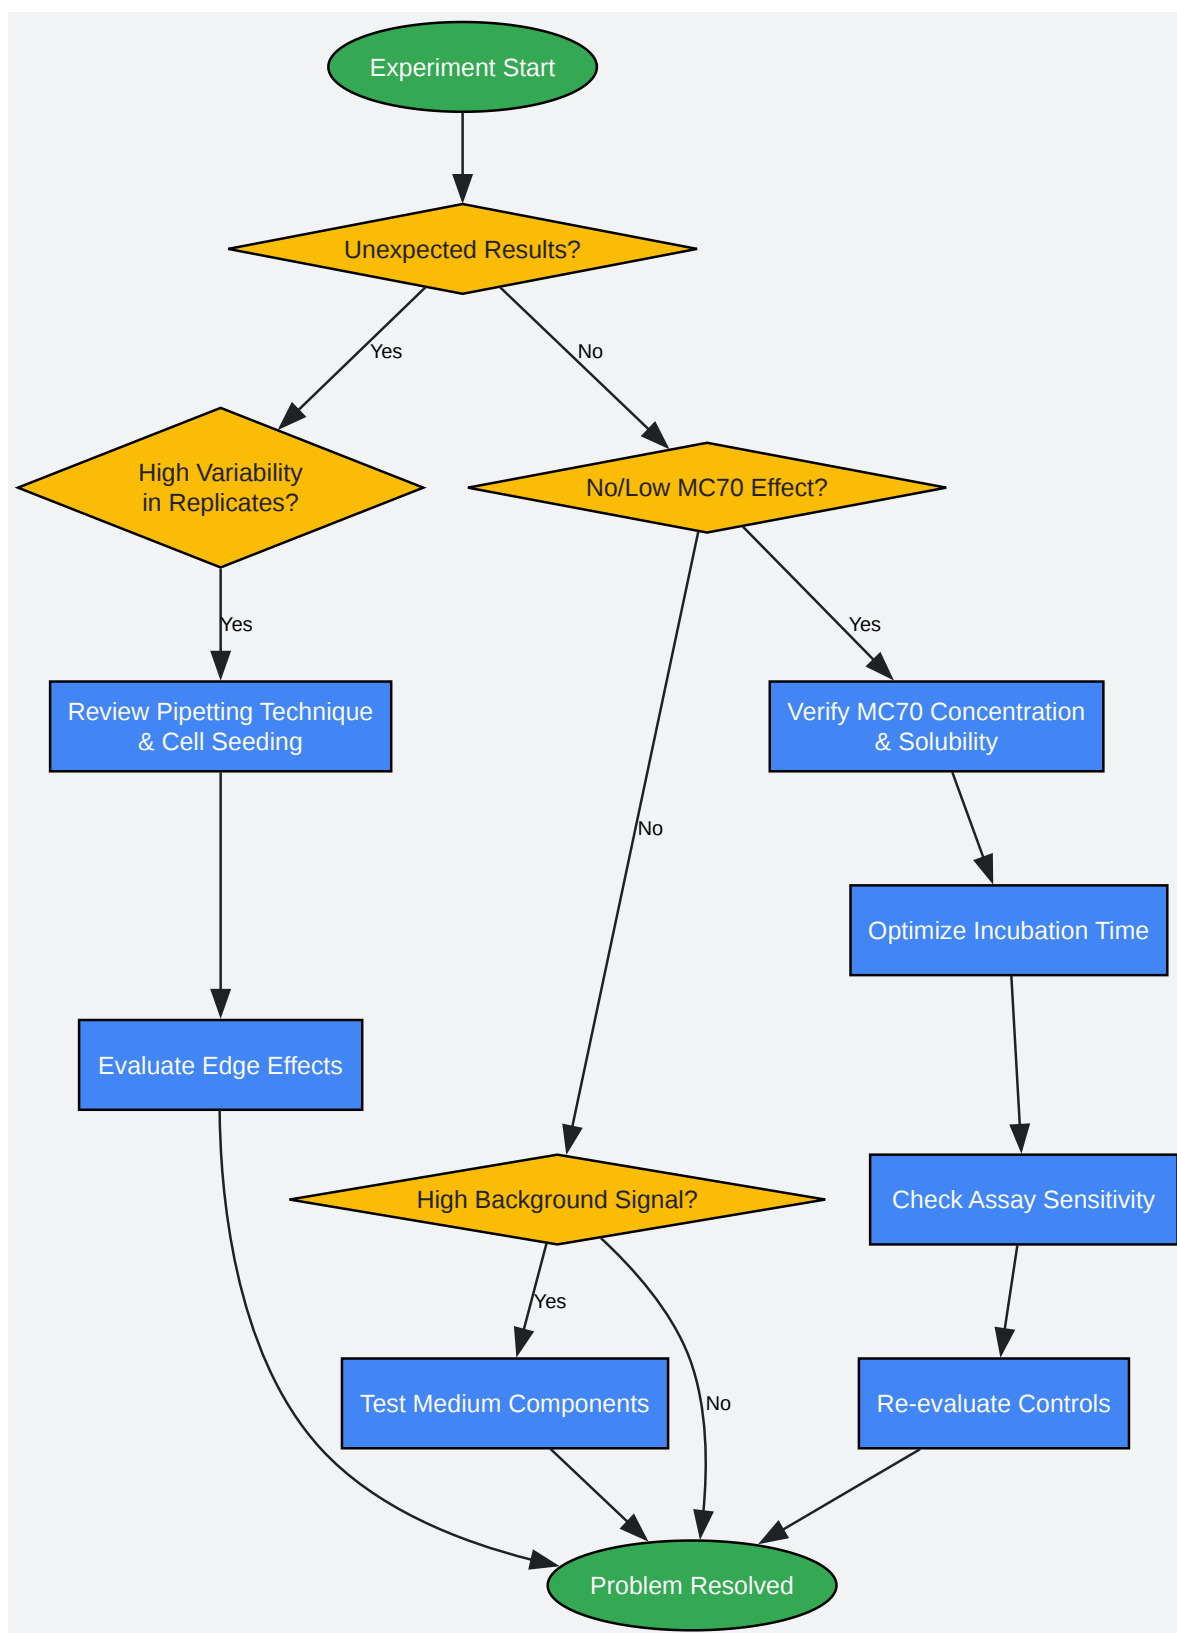 Experiment Start
Unexpected Results?
Yes
No
High Variability
in Replicates?
No/Low MC70 Effect?
Yes
Yes
Review Pipetting Technique
& Cell Seeding
Verify MC70 Concentration
& Solubility
No
Optimize Incubation Time
Evaluate Edge Effects
High Background Signal?
Check Assay Sensitivity
Yes
Test Medium Components
No
Re-evaluate Controls
Problem Resolved